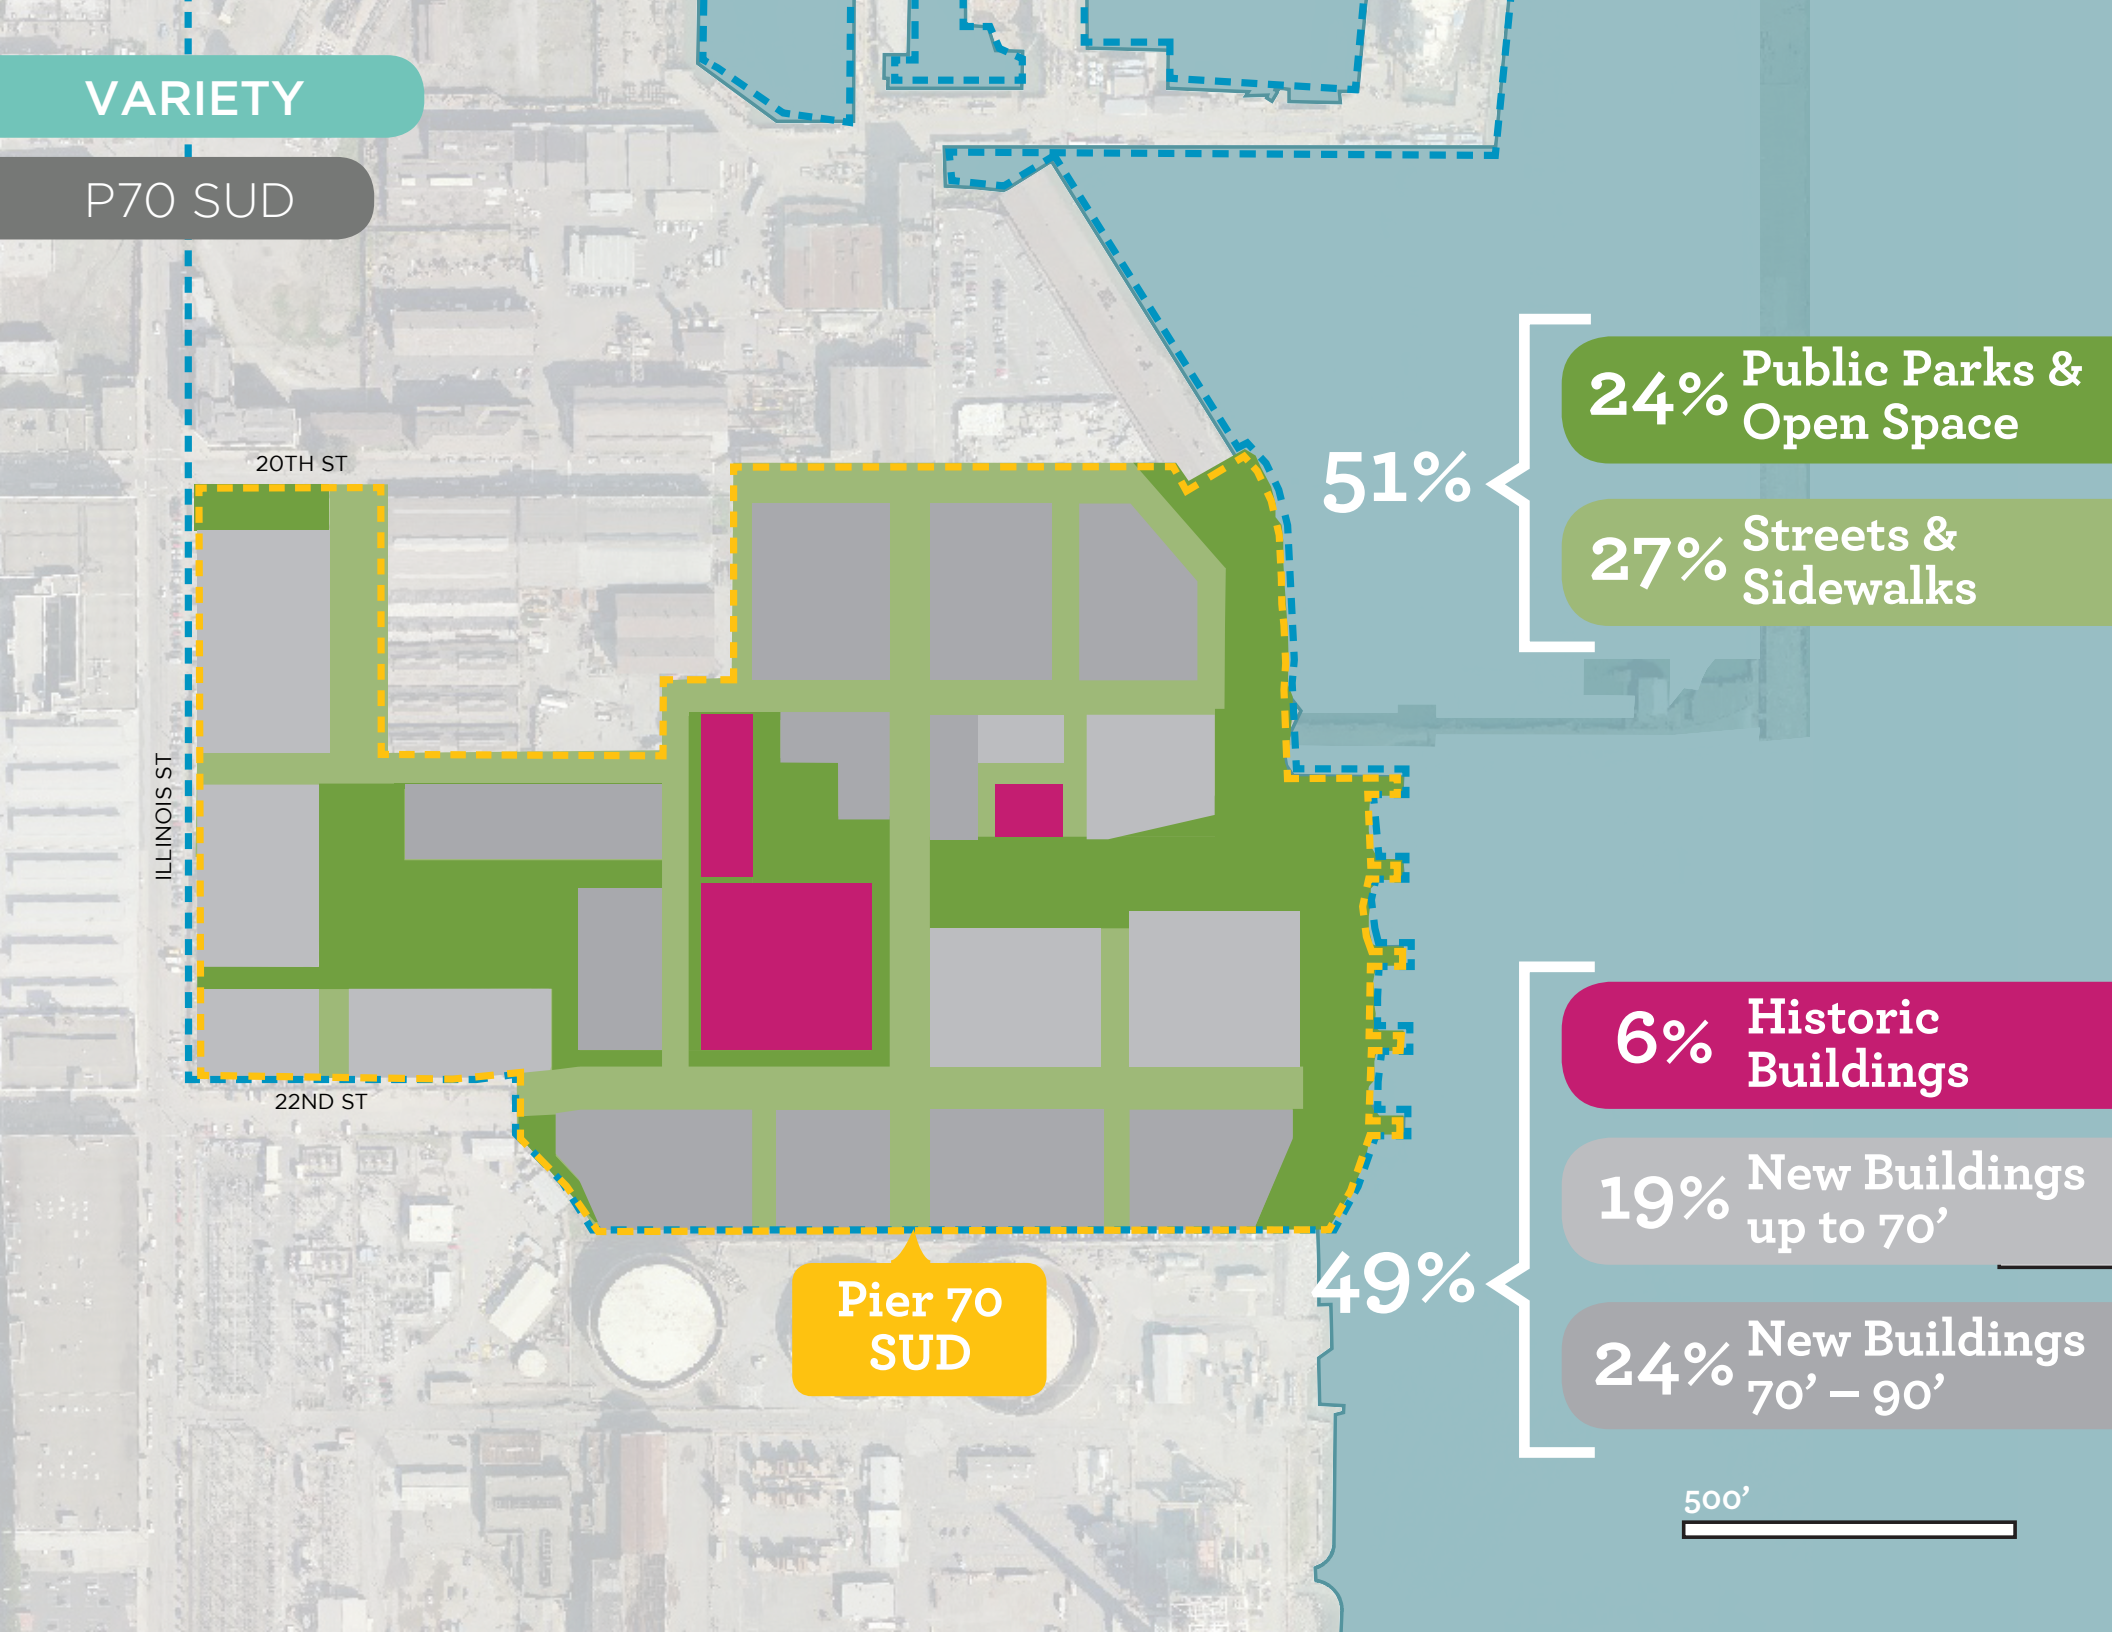 VARIETY
P70 SUD
20TH ST
ILLINOIS ST
22ND ST
Pier 70
SUD
51%
24% Public Parks &
Open Space
27% Streets &
Sidewalks
49%
6% Historic
Buildings
19% New Buildings
up to 70’
24% New Buildings
70’ – 90’
500’